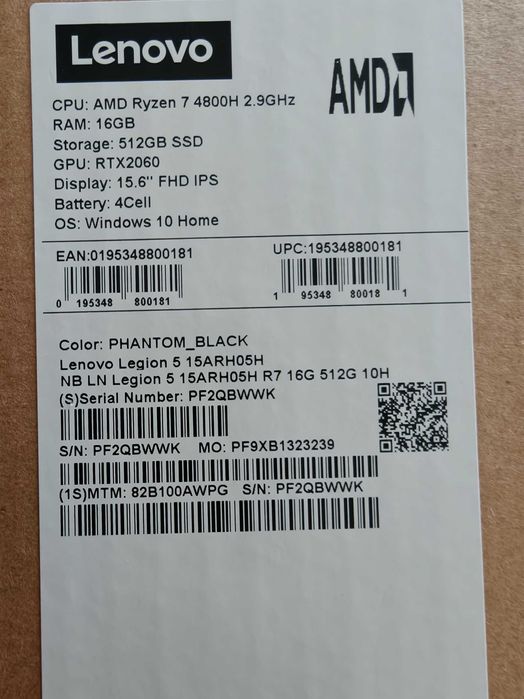 Lenovo
AMD
CPU: AMD Ryzen 7 4800H 2.9GHz
RAM: 16GB
Storage: 512GB SSD
GPU: RTX2060
Display: 15.6'' FHD IPS
Battery: 4Cell
OS: Windows 10 Home
EAN:0195348800181 UPC:195348800181
0 195348 800181 1 95348 80018 1
Color: PHANTOM_BLACK
Lenovo Legion 5 15ARH05H
NB LN Legion 5 15ARH05H R7 16G 512G 10H
(S)Serial Number: PF2QBWWK
S/N: PF2QBWWK MO: PF9XB1323239
(1S)MTM: 82B100AWPG S/N: PF2QBWWK